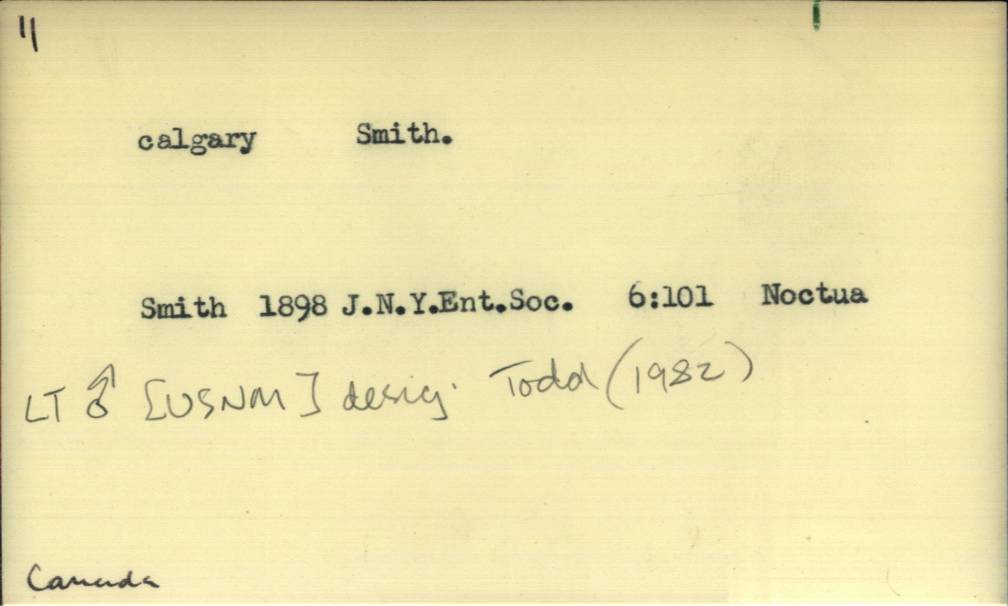 11
calgary Smith.
Smith 1898 J.N.Y.Ent.Soc. 6:101 Noctua
LT ♂ [USNM] desig. Todd (1982)
Canada